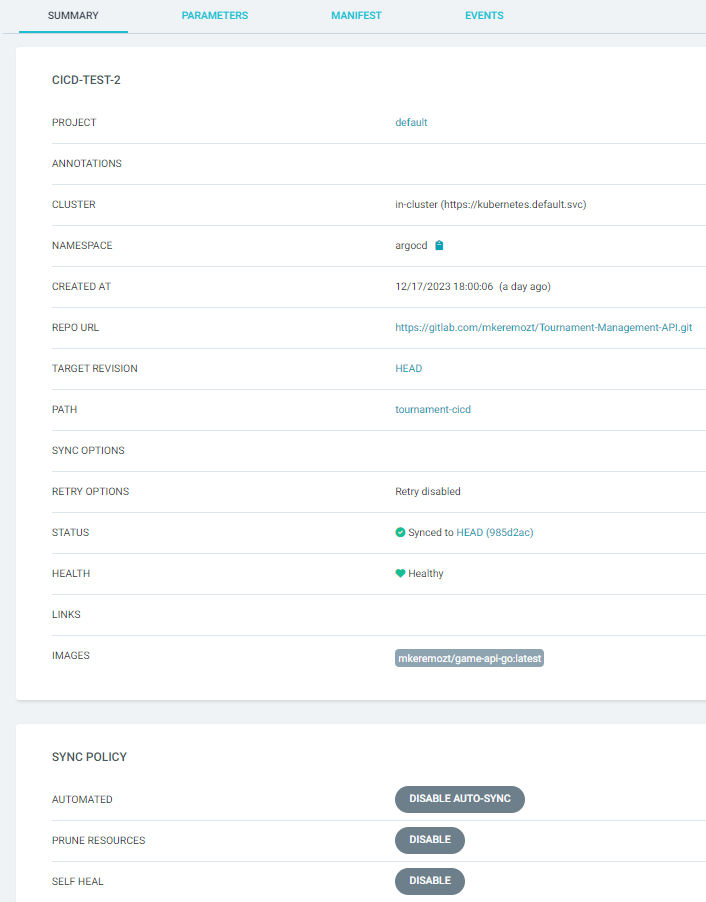 SUMMARY PARAMETERS MANIFEST EVENTS
CICD-TEST-2
PROJECT default
ANNOTATIONS
CLUSTER in-cluster (https://kubernetes.default.svc)
NAMESPACE argocd
CREATED AT 12/17/2023 18:00:06 (a day ago)
REPO URL https://gitlab.com/mkeremozt/Tournament-Management-API.git
TARGET REVISION HEAD
PATH tournament-cicd
SYNC OPTIONS
RETRY OPTIONS Retry disabled
STATUS Synced to HEAD (985d2ac)
HEALTH Healthy
LINKS
IMAGES mkeremozt/game-api-go:latest
SYNC POLICY
AUTOMATED DISABLE AUTO-SYNC
PRUNE RESOURCES DISABLE
SELF HEAL DISABLE